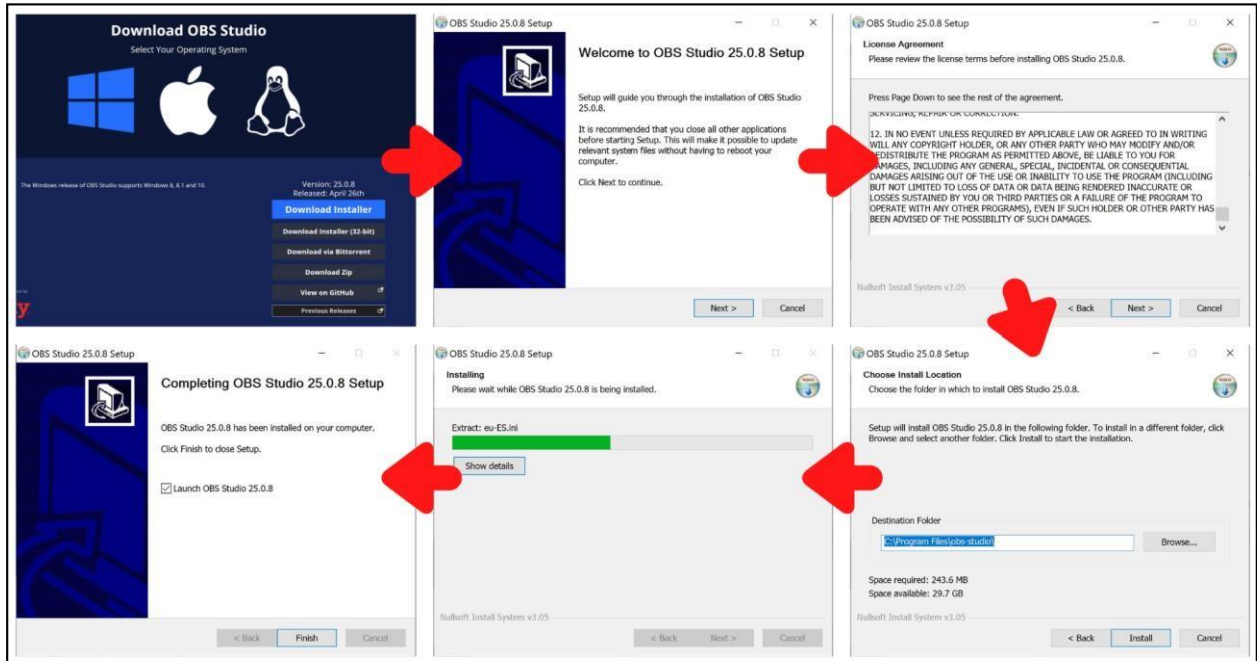 Download OBS Studio
Select Your Operating System
The Windows release of OBS Studio supports Windows 8, 8.1 and 10.
Version: 25.0.8
Released: April 26th
Download Installer
Download Installer (32-bit)
Download via Bittorrent
Download Zip
View on GitHub
Previous Releases
y.
OBS Studio 25.0.8 Setup
Welcome to OBS Studio 25.0.8 Setup
Setup will guide you through the installation of OBS Studio
25.0.8.
It is recommended that you close all other applications
before starting Setup. This will make it possible to update
relevant system files without having to reboot your
computer.
Click Next to continue.
Next >
Cancel
OBS Studio 25.0.8 Setup
License Agreement
Please review the license terms before installing OBS Studio 25.0.8.
Press Page Down to see the rest of the agreement.
SERVICING, REPAIR OR CORRECTION.
12. IN NO EVENT UNLESS REQUIRED BY APPLICABLE LAW OR AGREED TO IN WRITING
WILL ANY COPYRIGHT HOLDER, OR ANY OTHER PARTY WHO MAY MODIFY AND/OR
REDISTRIBUTE THE PROGRAM AS PERMITTED ABOVE, BE LIABLE TO YOU FOR
DAMAGES, INCLUDING ANY GENERAL, SPECIAL, INCIDENTAL OR CONSEQUENTIAL
DAMAGES ARISING OUT OF THE USE OR INABILITY TO USE THE PROGRAM (INCLUDING
BUT NOT LIMITED TO LOSS OF DATA OR DATA BEING RENDERED INACCURATE OR
LOSSES SUSTAINED BY YOU OR THIRD PARTIES OR A FAILURE OF THE PROGRAM TO
OPERATE WITH ANY OTHER PROGRAMS), EVEN IF SUCH HOLDER OR OTHER PARTY HAS
BEEN ADVISED OF THE POSSIBILITY OF SUCH DAMAGES.
Nullsoft Install System v3.05
< Back
Next >
Cancel
OBS Studio 25.0.8 Setup
Completing OBS Studio 25.0.8 Setup
OBS Studio 25.0.8 has been installed on your computer.
Click Finish to close Setup.
Launch OBS Studio 25.0.8
< Back
Finish
Cancel
OBS Studio 25.0.8 Setup
Installing
Please wait while OBS Studio 25.0.8 is being installed.
Extract: eu-ES.ini
Show details
Nullsoft Install System v3.05
< Back
Next >
Cancel
OBS Studio 25.0.8 Setup
Choose Install Location
Choose the folder in which to install OBS Studio 25.0.8.
Setup will install OBS Studio 25.0.8 in the following folder. To install in a different folder, click
Browse and select another folder. Click Install to start the installation.
Destination Folder
C:\Program Files\obs-studio\
Browse...
Space required: 243.6 MB
Space available: 29.7 GB
Nullsoft Install System v3.05
< Back
Install
Cancel